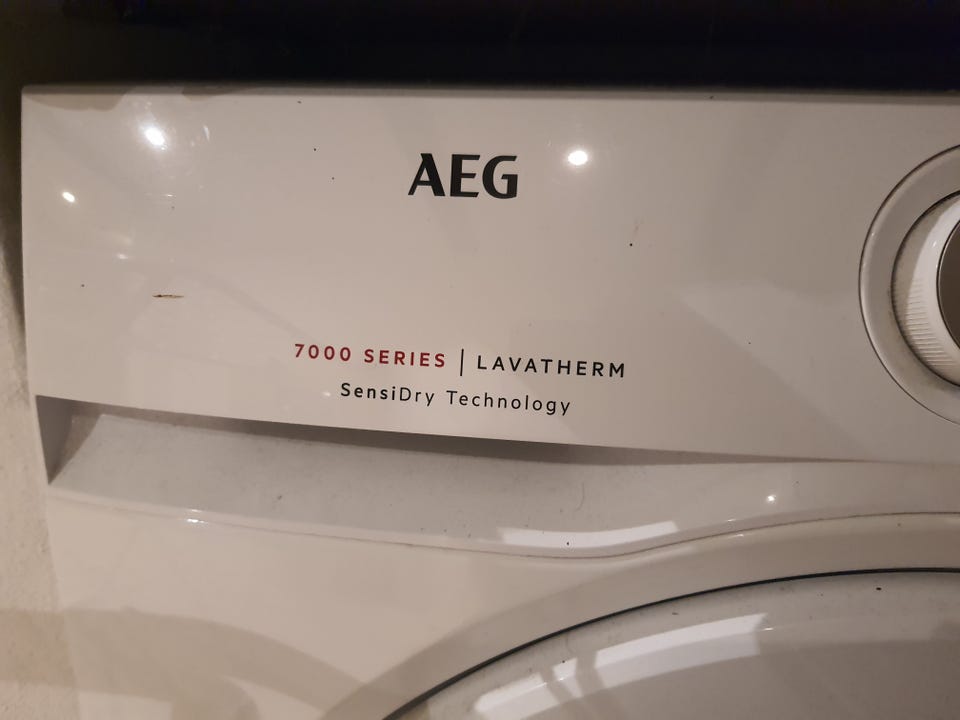 AEG
7000 SERIES | LAVATHERM
SensiDry Technology